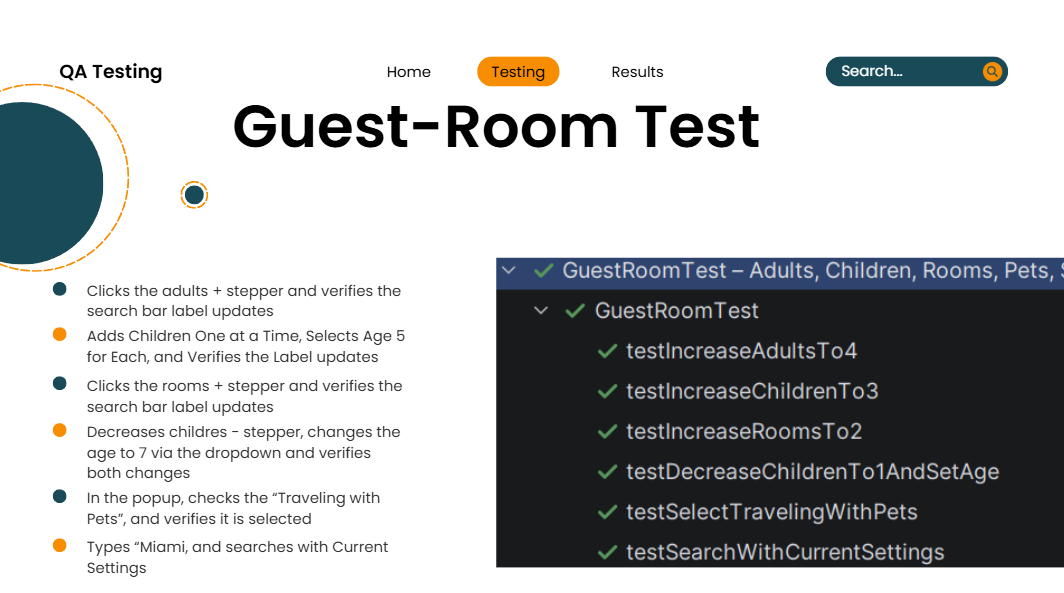 QA Testing
Home
Testing
Results
Search...
Guest-Room Test
Clicks the adults + stepper and verifies the
search bar label updates
Adds Children One at a Time, Selects Age 5
for Each, and Verifies the Label updates
Clicks the rooms + stepper and verifies the
search bar label updates
Decreases childres - stepper, changes the
age to 7 via the dropdown and verifies
both changes
In the popup, checks the “Traveling with
Pets”, and verifies it is selected
Types “Miami, and searches with Current
Settings
GuestRoomTest – Adults, Children, Rooms, Pets,
GuestRoomTest
testIncreaseAdultsTo4
testIncreaseChildrenTo3
testIncreaseRoomsTo2
testDecreaseChildrenTo1AndSetAge
testSelectTravelingWithPets
testSearchWithCurrentSettings